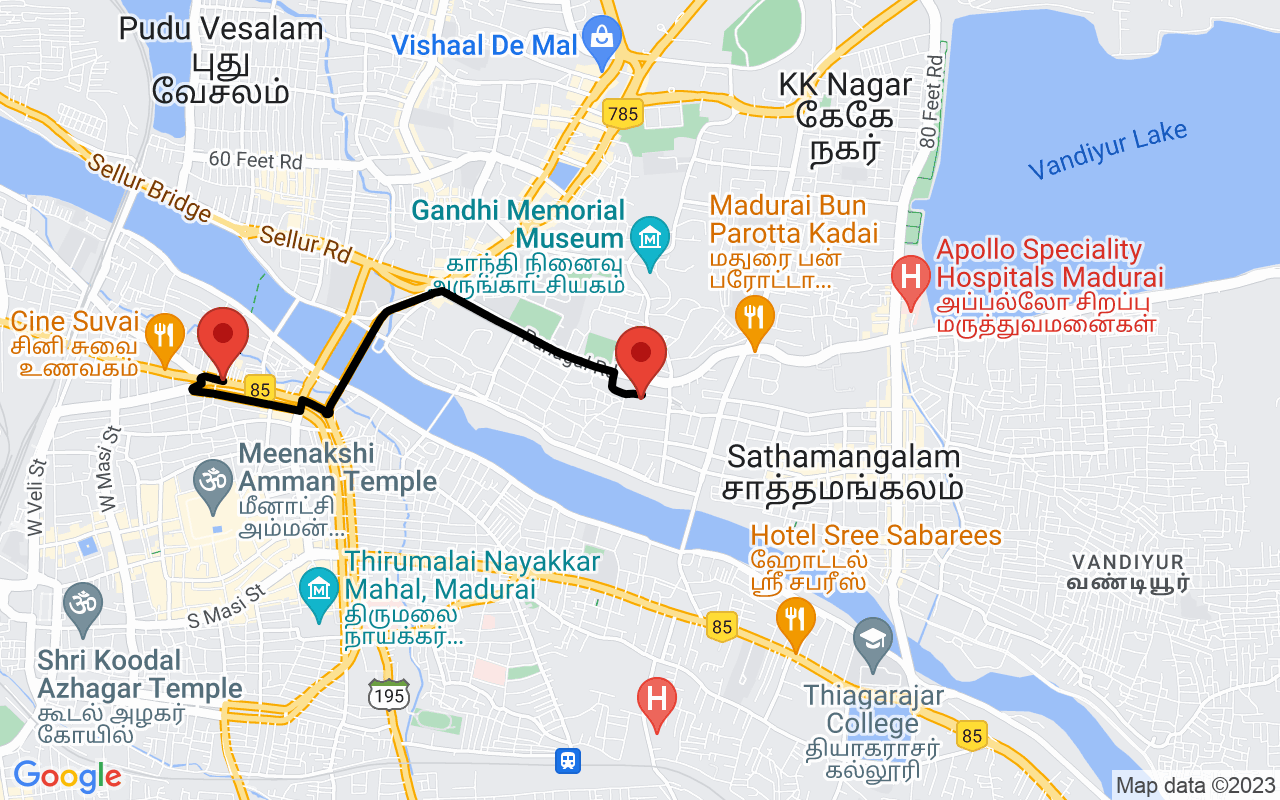 Pudu Vesalam
புது
வேசலம்
Vishaal De Mal
KK Nagar
கேகே
நகர்
785
80 Feet Rd
Vandiyur Lake
60 Feet Rd
Sellur Bridge
Sellur Rd
Gandhi Memorial
Museum
காந்தி நினைவு
அருங்காட்சியகம்
Madurai Bun
Parotta Kadai
மதுரை பன்
பரோட்டா...
Apollo Speciality
Hospitals Madurai
அப்பல்லோ சிறப்பு
மருத்துவமனைகள்
Cine Suvai
சினி சுவை
உணவகம்
85
Panagal Rd
Meenakshi
Amman Temple
மீனாட்சி
அம்மன்...
W Veli St
W Masi St
Sathamangalam
சாத்தமங்கலம்
Hotel Sree Sabarees
ஹோட்டல்
ஸ்ரீ சபரீஸ்
VANDIYUR
வண்டியூர்
Thirumalai Nayakkar
Mahal, Madurai
திருமலை
நாயக்கர்...
S Masi St
85
Shri Koodal
Azhagar Temple
கூடல் அழகர்
கோயில்
195
Thiagarajar
College
தியாகராசர்
கல்லூரி
85
Google
Map data ©2023